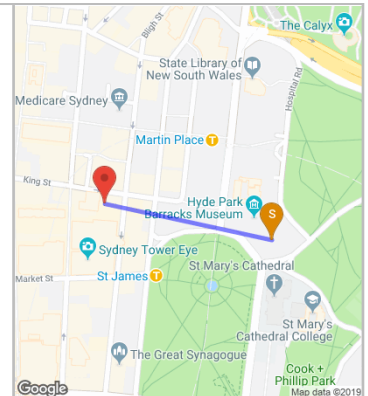 The Calyx
Bligh St
State Library of
New South Wales
Hospital Rd
Medicare Sydney
Martin Place
T
King St
Hyde Park
Barracks Museum
S
Sydney Tower Eye
St Mary's Cathedral
Market St
St James
T
St Mary's
Cathedral College
The Great Synagogue
Cook +
Phillip Park
Google
Map data ©2019